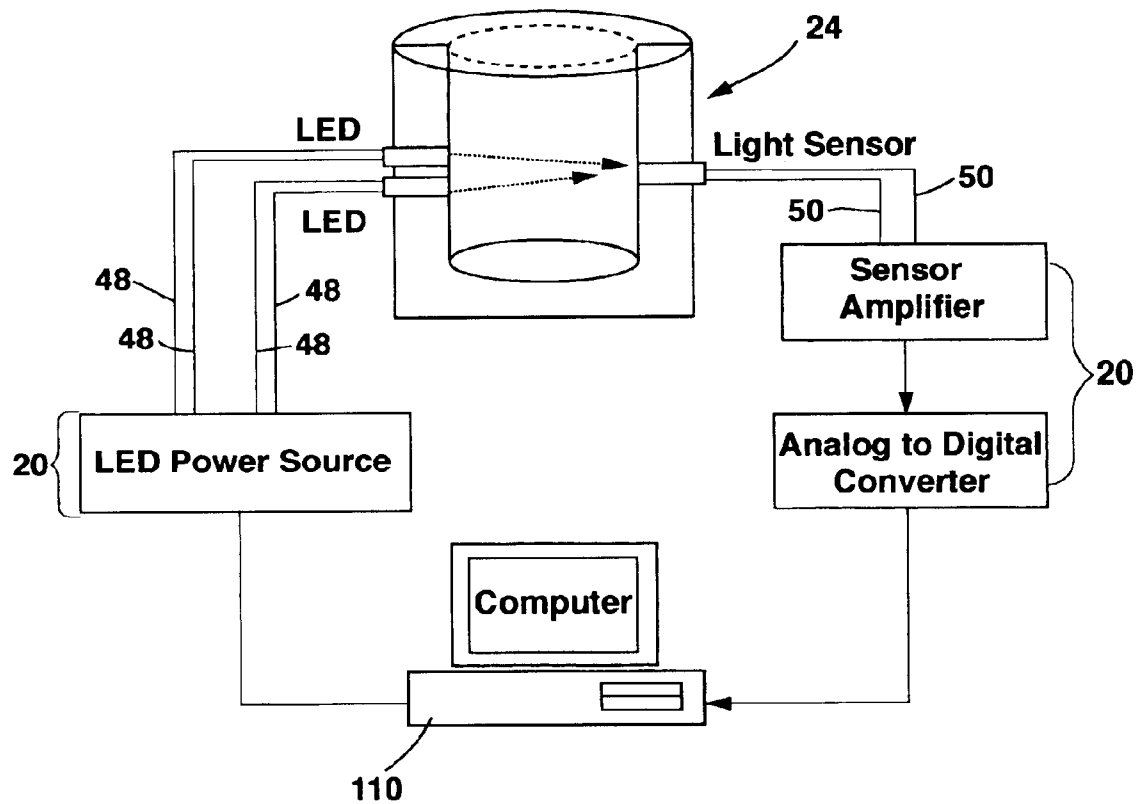 24
LED
Light Sensor
50
50
LED
48
48
48
48
Sensor
Amplifier
20
20
LED Power Source
Analog to Digital
Converter
Computer
110